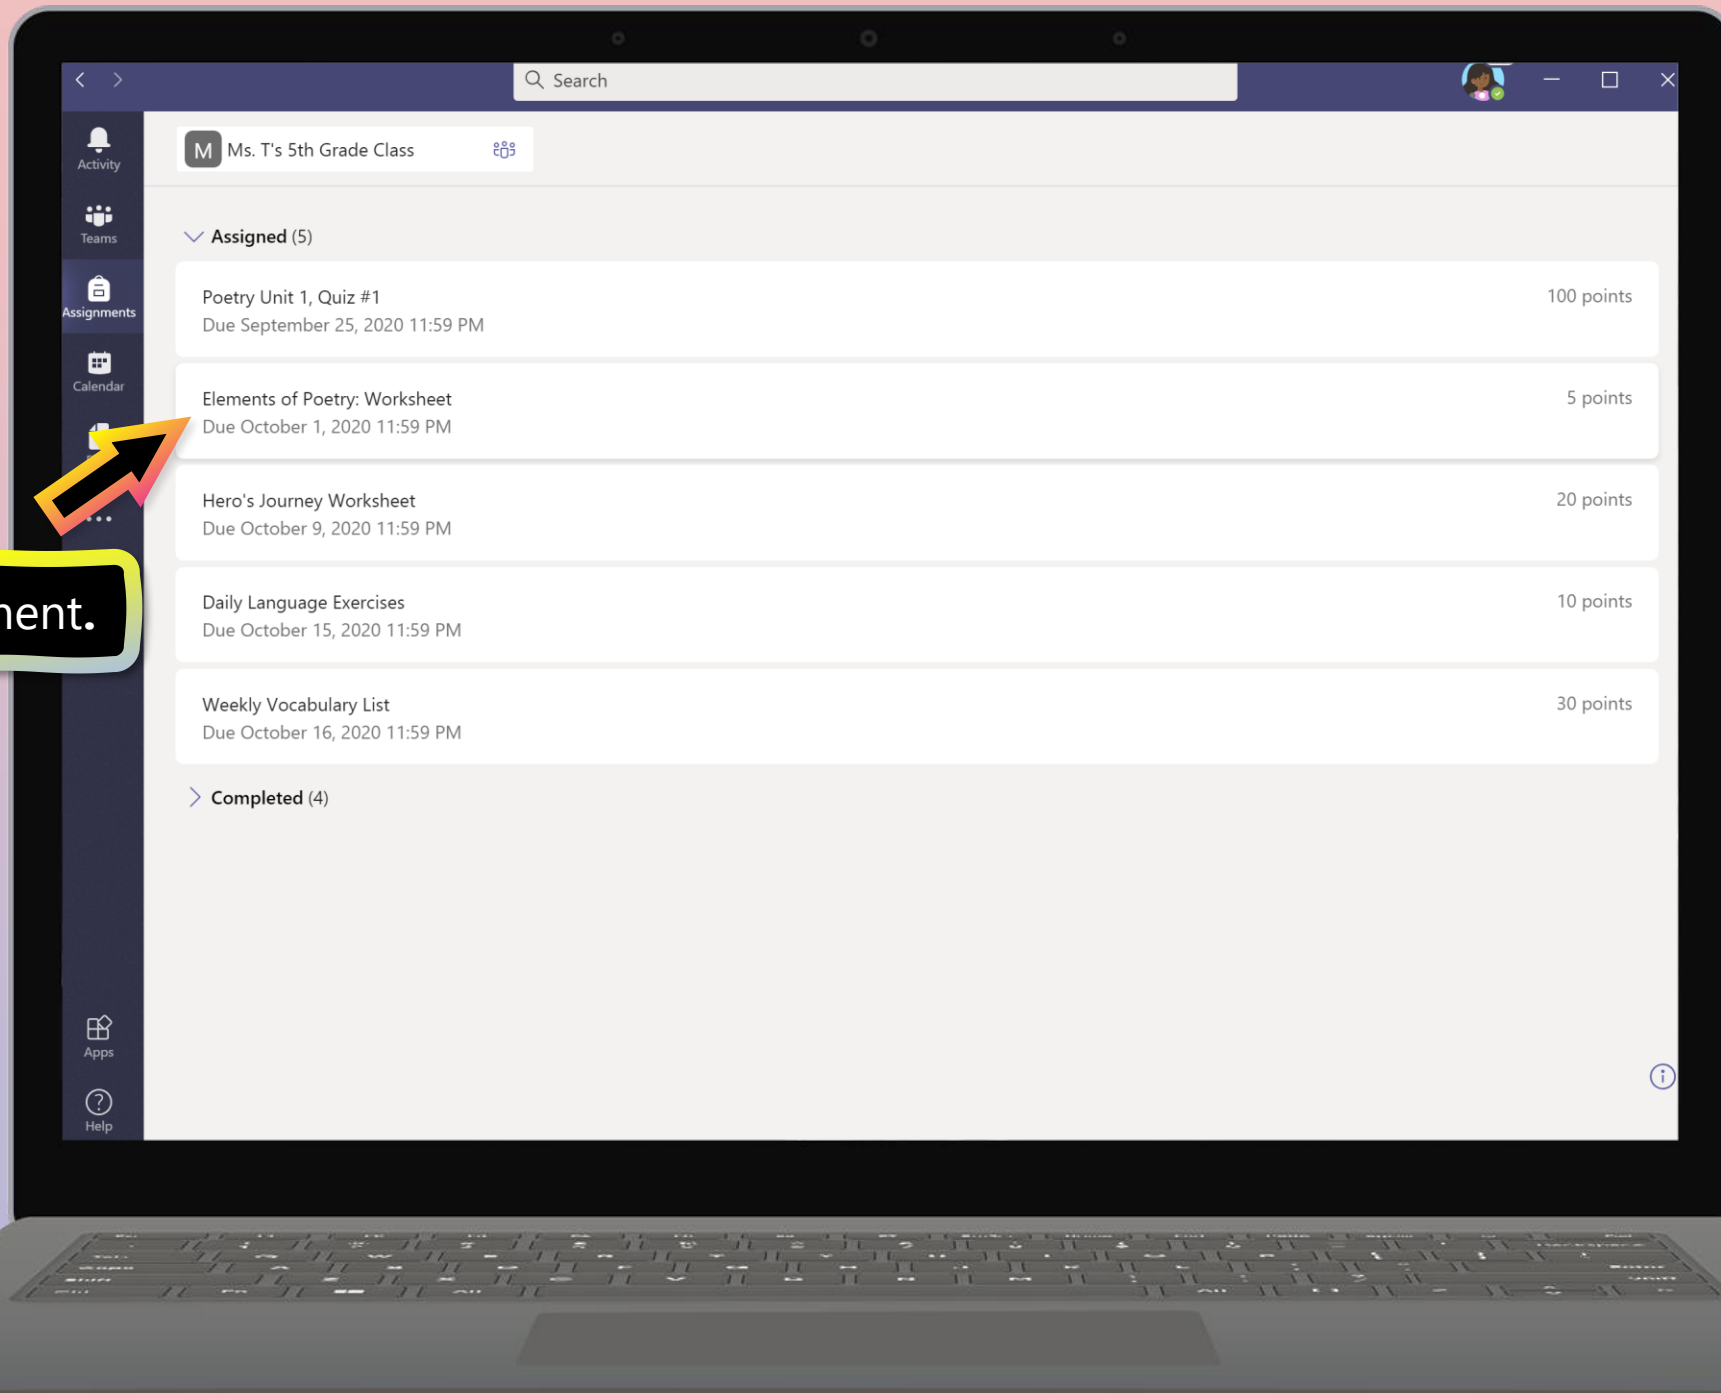 Search
Activity
Teams
Assignments
Calendar
Apps
Help
M Ms. T's 5th Grade Class
Assigned (5)
Poetry Unit 1, Quiz #1
100 points
Due September 25, 2020 11:59 PM
Elements of Poetry: Worksheet
5 points
Due October 1, 2020 11:59 PM
Hero's Journey Worksheet
20 points
Due October 9, 2020 11:59 PM
Daily Language Exercises
10 points
Due October 15, 2020 11:59 PM
Weekly Vocabulary List
30 points
Due October 16, 2020 11:59 PM
Completed (4)